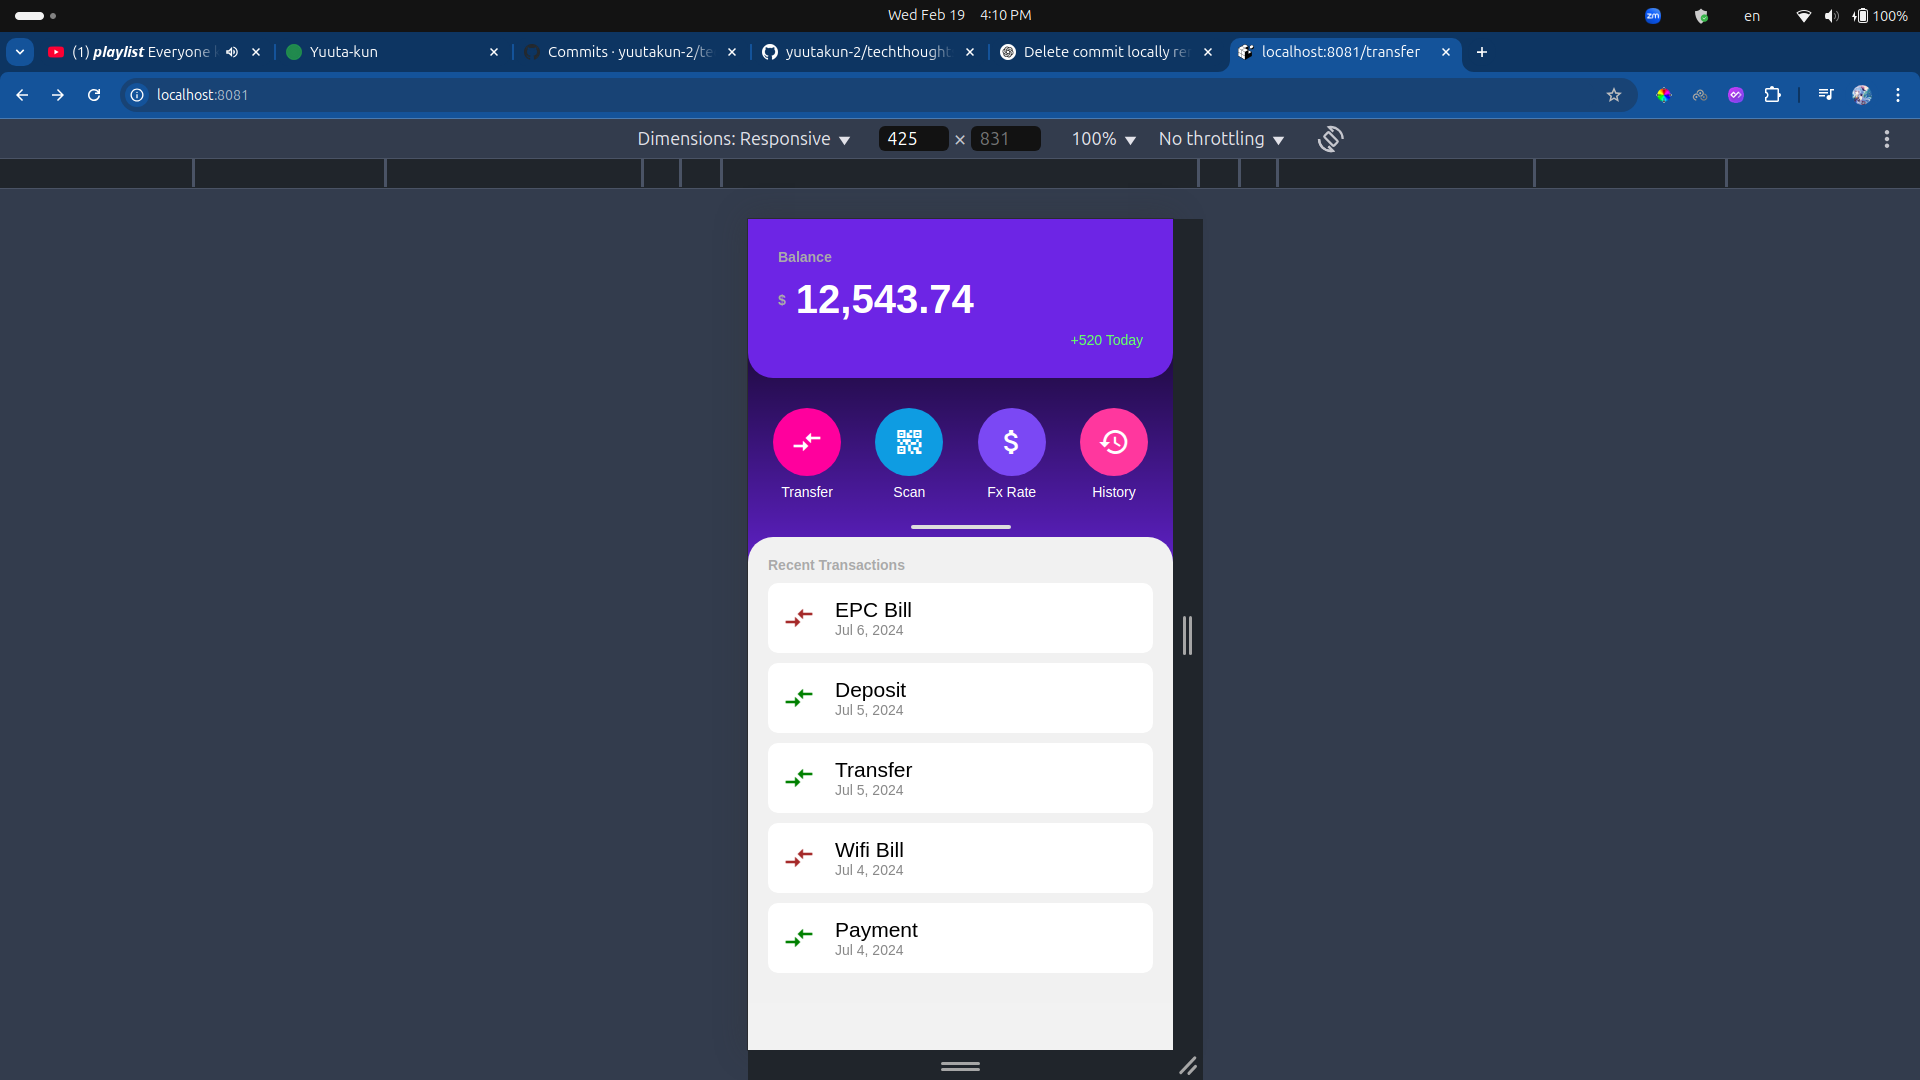 Wed Feb 19 4:10 PM
zm
en
100%
(1) playlist Everyone
Yuuta-kun
Commits · yuutakun-2/te
yuutakun-2/techthought
Delete commit locally re
localhost:8081/transfer
localhost:8081
Dimensions: Responsive
425 × 831
100%
No throttling
Balance
$ 12,543.74
+520 Today
Transfer
Scan
Fx Rate
History
Recent Transactions
EPC Bill
Jul 6, 2024
Deposit
Jul 5, 2024
Transfer
Jul 5, 2024
Wifi Bill
Jul 4, 2024
Payment
Jul 4, 2024